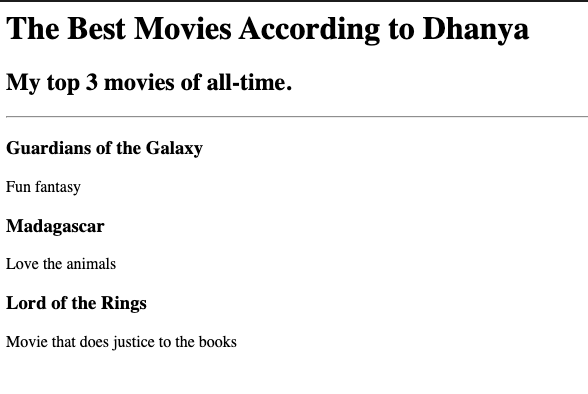 The Best Movies According to Dhanya
My top 3 movies of all-time.
Guardians of the Galaxy
Fun fantasy
Madagascar
Love the animals
Lord of the Rings
Movie that does justice to the books